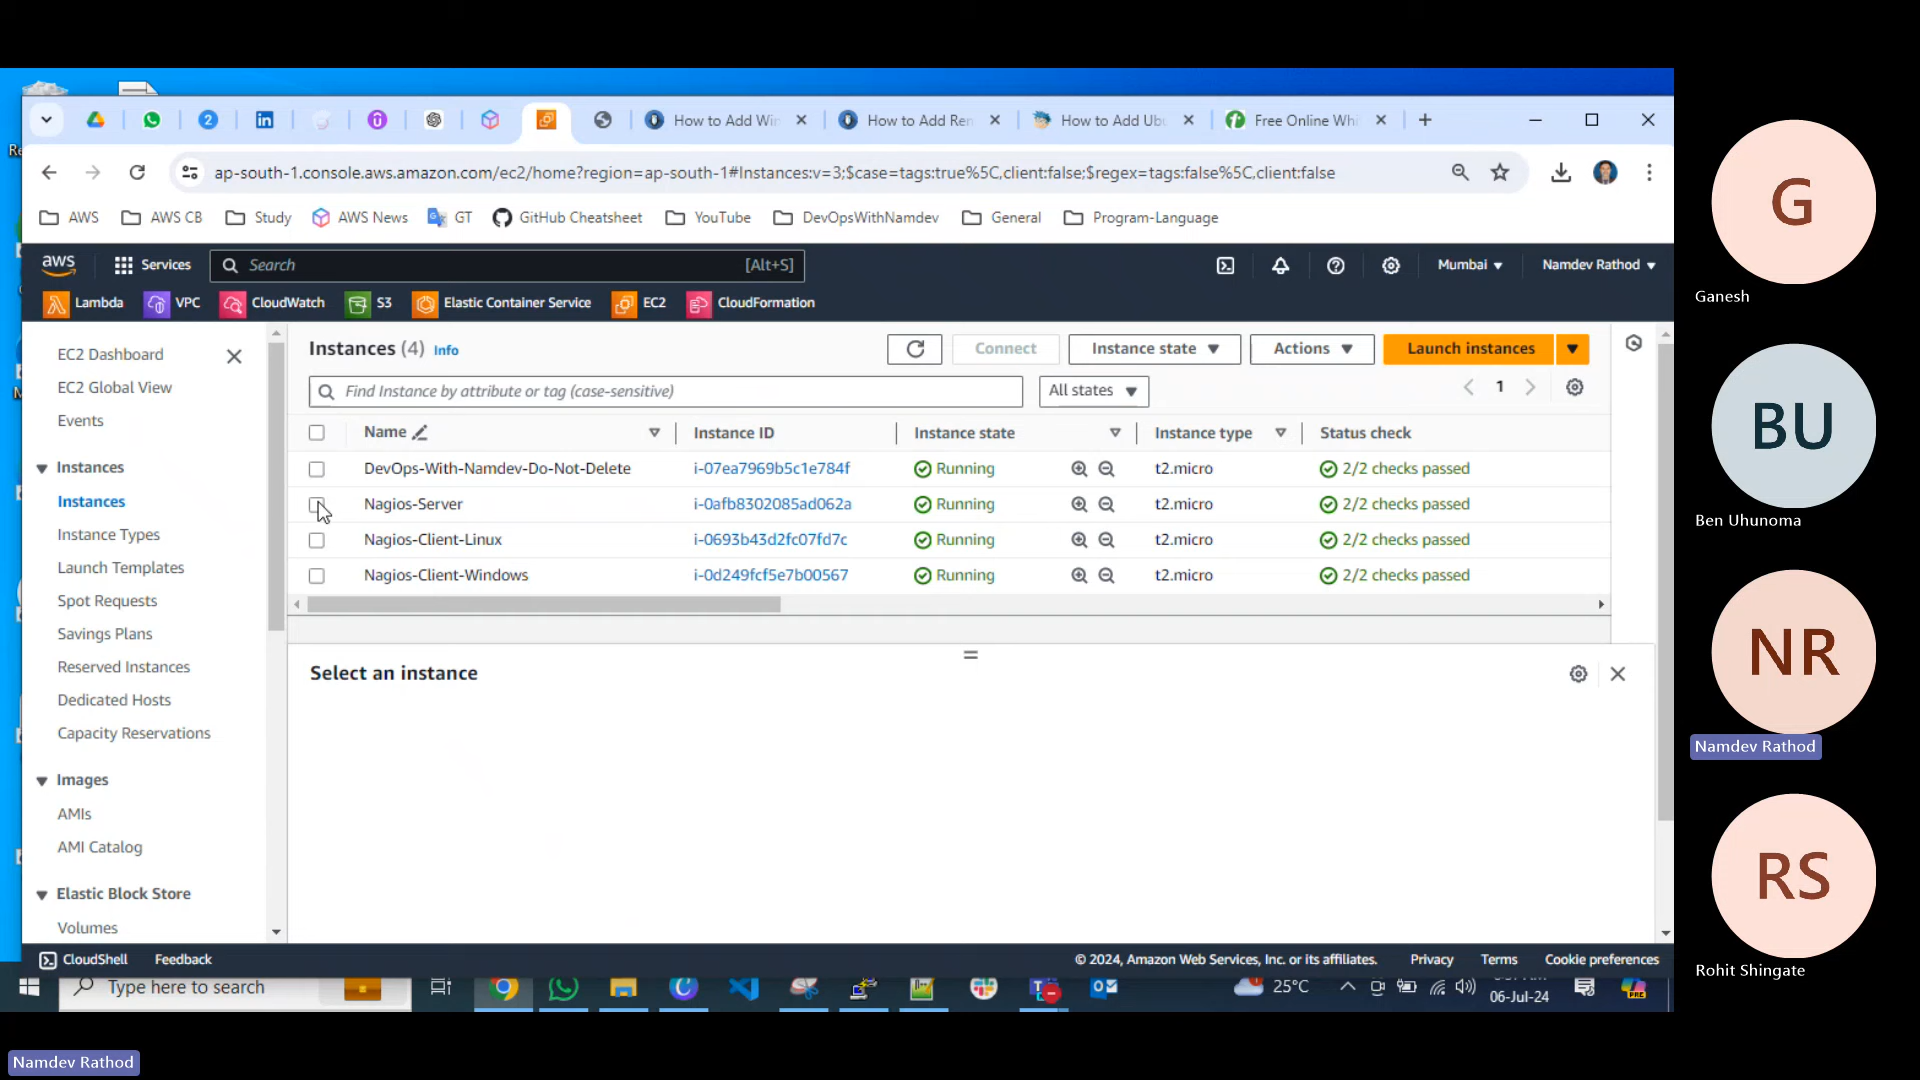 How to Add Wir
How to Add Ren
How to Add Ubu
Free Online Whi
ap-south-1.console.aws.amazon.com/ec2/home?region=ap-south-1#Instances:v=3;$case=tags:true%5C,client:false;$regex=tags:false%5C,client:false
AWS
AWS CB
Study
AWS News
GT
GitHub Cheatsheet
YouTube
DevOpsWithNamdev
General
Program-Language
aws
Services
Search
[Alt+S]
Mumbai
Namdev Rathod
Lambda
VPC
CloudWatch
S3
Elastic Container Service
EC2
CloudFormation
EC2 Dashboard
EC2 Global View
Events
Instances
Instances
Instance Types
Launch Templates
Spot Requests
Savings Plans
Reserved Instances
Dedicated Hosts
Capacity Reservations
Images
AMIs
AMI Catalog
Elastic Block Store
Volumes
Instances (4) Info
Connect
Instance state
Actions
Launch instances
Find Instance by attribute or tag (case-sensitive)
All states
1
Name Instance ID Instance state Instance type Status check
DevOps-With-Namdev-Do-Not-Delete i-07ea7969b5c1e784f Running t2.micro 2/2 checks passed
Nagios-Server i-0afb8302085ad062a Running t2.micro 2/2 checks passed
Nagios-Client-Linux i-0693b43d2fc07fd7c Running t2.micro 2/2 checks passed
Nagios-Client-Windows i-0d249fcf5e7b00567 Running t2.micro 2/2 checks passed
Select an instance
CloudShell
Feedback
© 2024, Amazon Web Services, Inc. or its affiliates.
Privacy
Terms
Cookie preferences
Type here to search
25°C
06-Jul-24
G
Ganesh
BU
Ben Uhunoma
NR
Namdev Rathod
RS
Rohit Shingate
Namdev Rathod